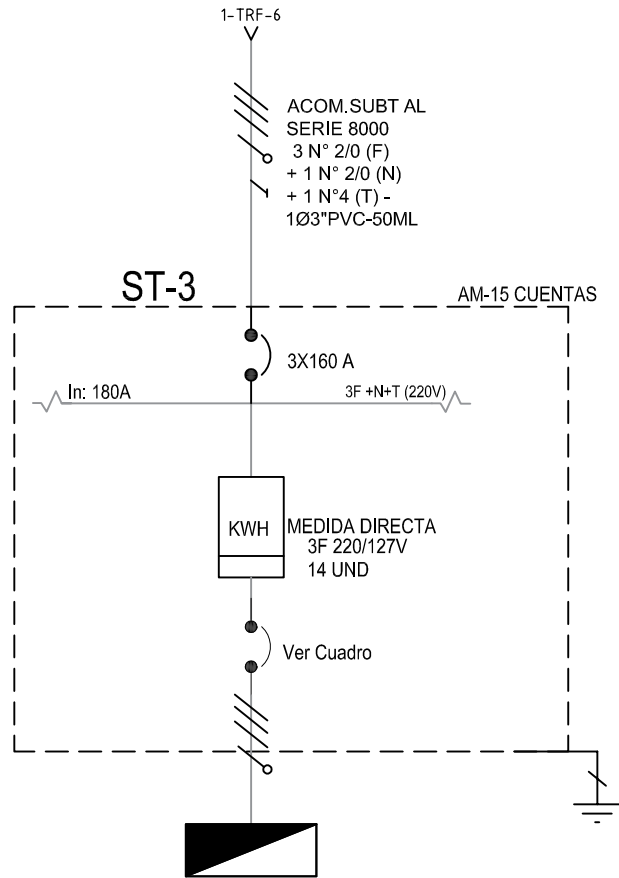 1-TRF-6
ACOM.SUBT AL
SERIE 8000
3 N° 2/0 (F)
+ 1 N° 2/0 (N)
+ 1 N°4 (T) -
1Ø3"PVC-50ML
ST-3
AM-15 CUENTAS
3X160 A
In: 180A
3F +N+T (220V)
KWH
MEDIDA DIRECTA
3F 220/127V
14 UND
Ver Cuadro